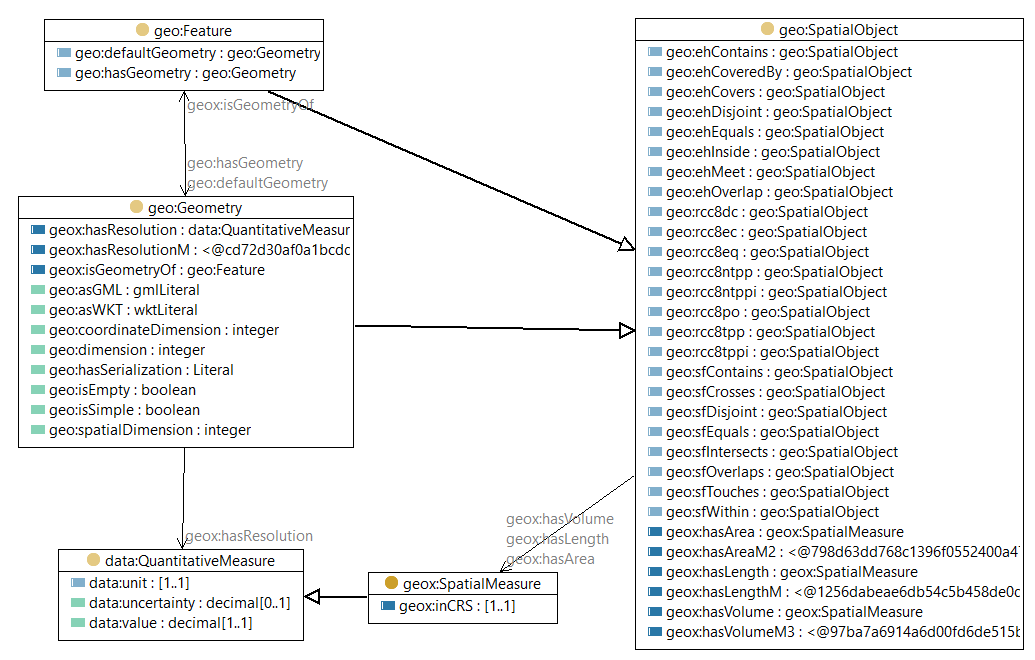 geo:Feature
geo:defaultGeometry : geo:Geometry
geo:hasGeometry : geo:Geometry
geox:isGeometryOf
geo:hasGeometry
geo:defaultGeometry
geo:Geometry
geox:hasResolution : data:QuantitativeMeasur
geox:hasResolutionM : <@cd72d30af0a1bcdc
geox:isGeometryOf : geo:Feature
geo:asGML : gmlLiteral
geo:asWKT : wktLiteral
geo:coordinateDimension : integer
geo:dimension : integer
geo:hasSerialization : Literal
geo:isEmpty : boolean
geo:isSimple : boolean
geo:spatialDimension : integer
geox:hasResolution
data:QuantitativeMeasure
data:unit : [1..1]
data:uncertainty : decimal[0..1]
data:value : decimal[1..1]
geox:hasVolume
geox:hasLength
geox:hasArea
geox:SpatialMeasure
geox:inCRS : [1..1]
geo:SpatialObject
geo:ehContains : geo:SpatialObject
geo:ehCoveredBy : geo:SpatialObject
geo:ehCovers : geo:SpatialObject
geo:ehDisjoint : geo:SpatialObject
geo:ehEquals : geo:SpatialObject
geo:ehInside : geo:SpatialObject
geo:ehMeet : geo:SpatialObject
geo:ehOverlap : geo:SpatialObject
geo:rcc8dc : geo:SpatialObject
geo:rcc8ec : geo:SpatialObject
geo:rcc8eq : geo:SpatialObject
geo:rcc8ntpp : geo:SpatialObject
geo:rcc8ntppi : geo:SpatialObject
geo:rcc8po : geo:SpatialObject
geo:rcc8tpp : geo:SpatialObject
geo:rcc8tppi : geo:SpatialObject
geo:sfContains : geo:SpatialObject
geo:sfCrosses : geo:SpatialObject
geo:sfDisjoint : geo:SpatialObject
geo:sfEquals : geo:SpatialObject
geo:sfIntersects : geo:SpatialObject
geo:sfOverlaps : geo:SpatialObject
geo:sfTouches : geo:SpatialObject
geo:sfWithin : geo:SpatialObject
geox:hasArea : geox:SpatialMeasure
geox:hasAreaM2 : <@798d63dd768c1396f0552400a47
geox:hasLength : geox:SpatialMeasure
geox:hasLengthM : <@1256dabeae6db54c5b458de0c
geox:hasVolume : geox:SpatialMeasure
geox:hasVolumeM3 : <@97ba7a6914a6d00fd6de515b